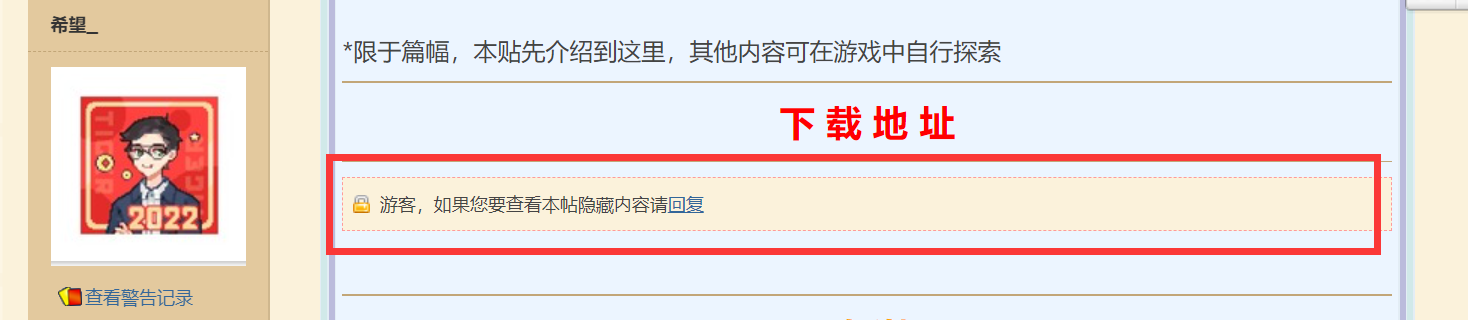 希望_
2022
查看警告记录
*限于篇幅，本贴先介绍到这里，其他内容可在游戏中自行探索
下载地址
游客，如果您要查看本帖隐藏内容请回复